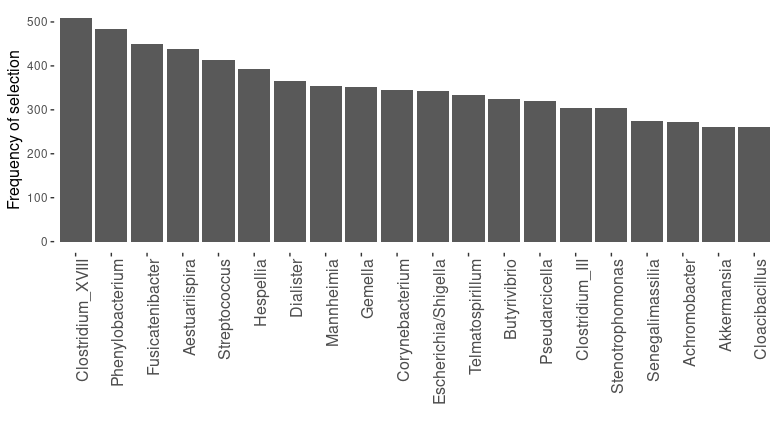 Frequency of selection
500
400
300
200
100
0
Clostridium_XVIII
Phenylobacterium
Fusicatenibacter
Aestuariispira
Streptococcus
Hespellia
Dialister
Mannheimia
Gemella
Corynebacterium
Escherichia/Shigella
Telmatospirillum
Butyrivibrio
Pseudarcicella
Clostridium_III
Stenotrophomonas
Senegalimassilia
Achromobacter
Akkermansia
Cloacibacillus